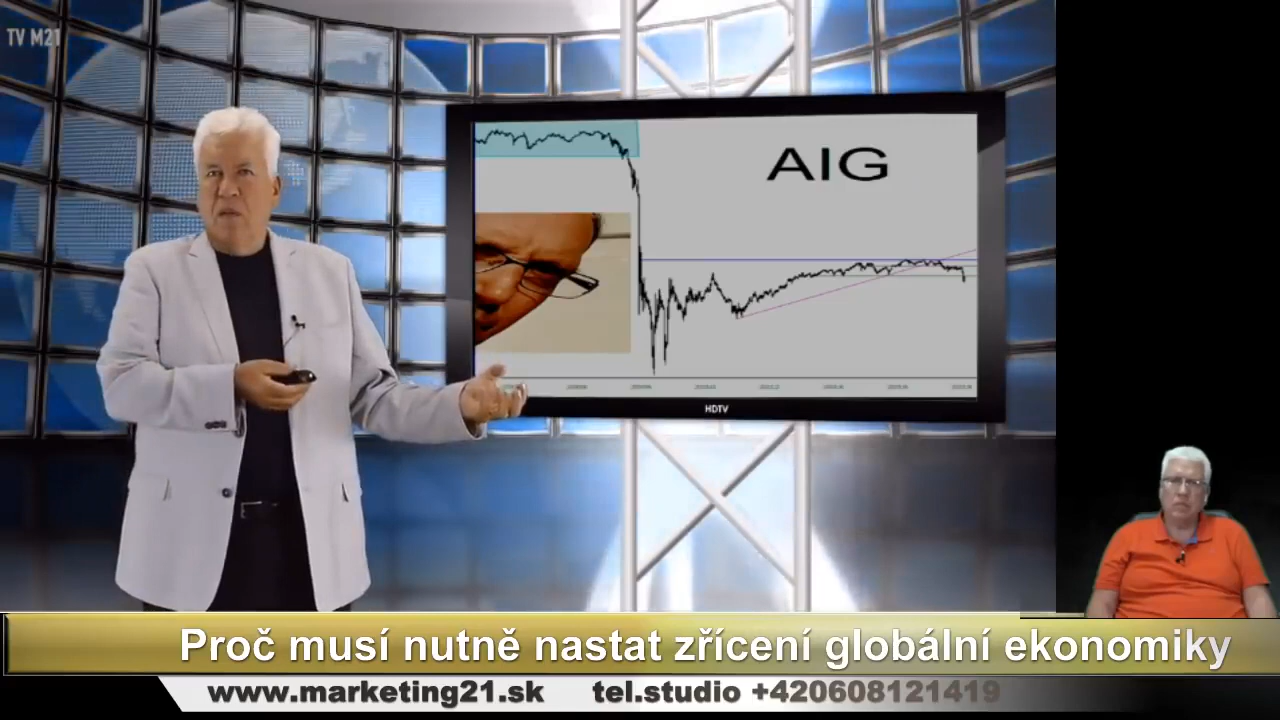 TV M21
AIG
HDTV
Proč musí nutně nastat zřícení globální ekonomiky
www.marketing21.sk tel.studio +420608121419